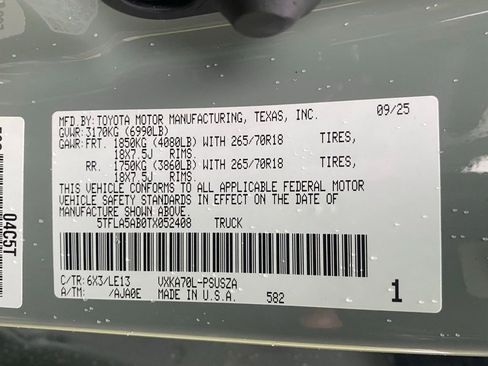 MFD.BY: TOYOTA MOTOR MANUFACTURING, TEXAS, INC. 09/25
GVWR: 3170KG (6990LB)
GAWR: FRT. 1850KG (4080LB) WITH 265/70R18 TIRES,
18X7.5J RIMS.
RR. 1750KG (3860LB) WITH 265/70R18 TIRES,
18X7.5J RIMS.
THIS VEHICLE CONFORMS TO ALL APPLICABLE FEDERAL MOTOR
VEHICLE SAFETY STANDARDS IN EFFECT ON THE DATE OF
MANUFACTURE SHOWN ABOVE.
5TFLA5AB0TX052408 TRUCK
C/TR: 6X3/LE13 VXKA70L-PSUSZA
A/TM: /AJA0E MADE IN U.S.A. 582 1
04C5T